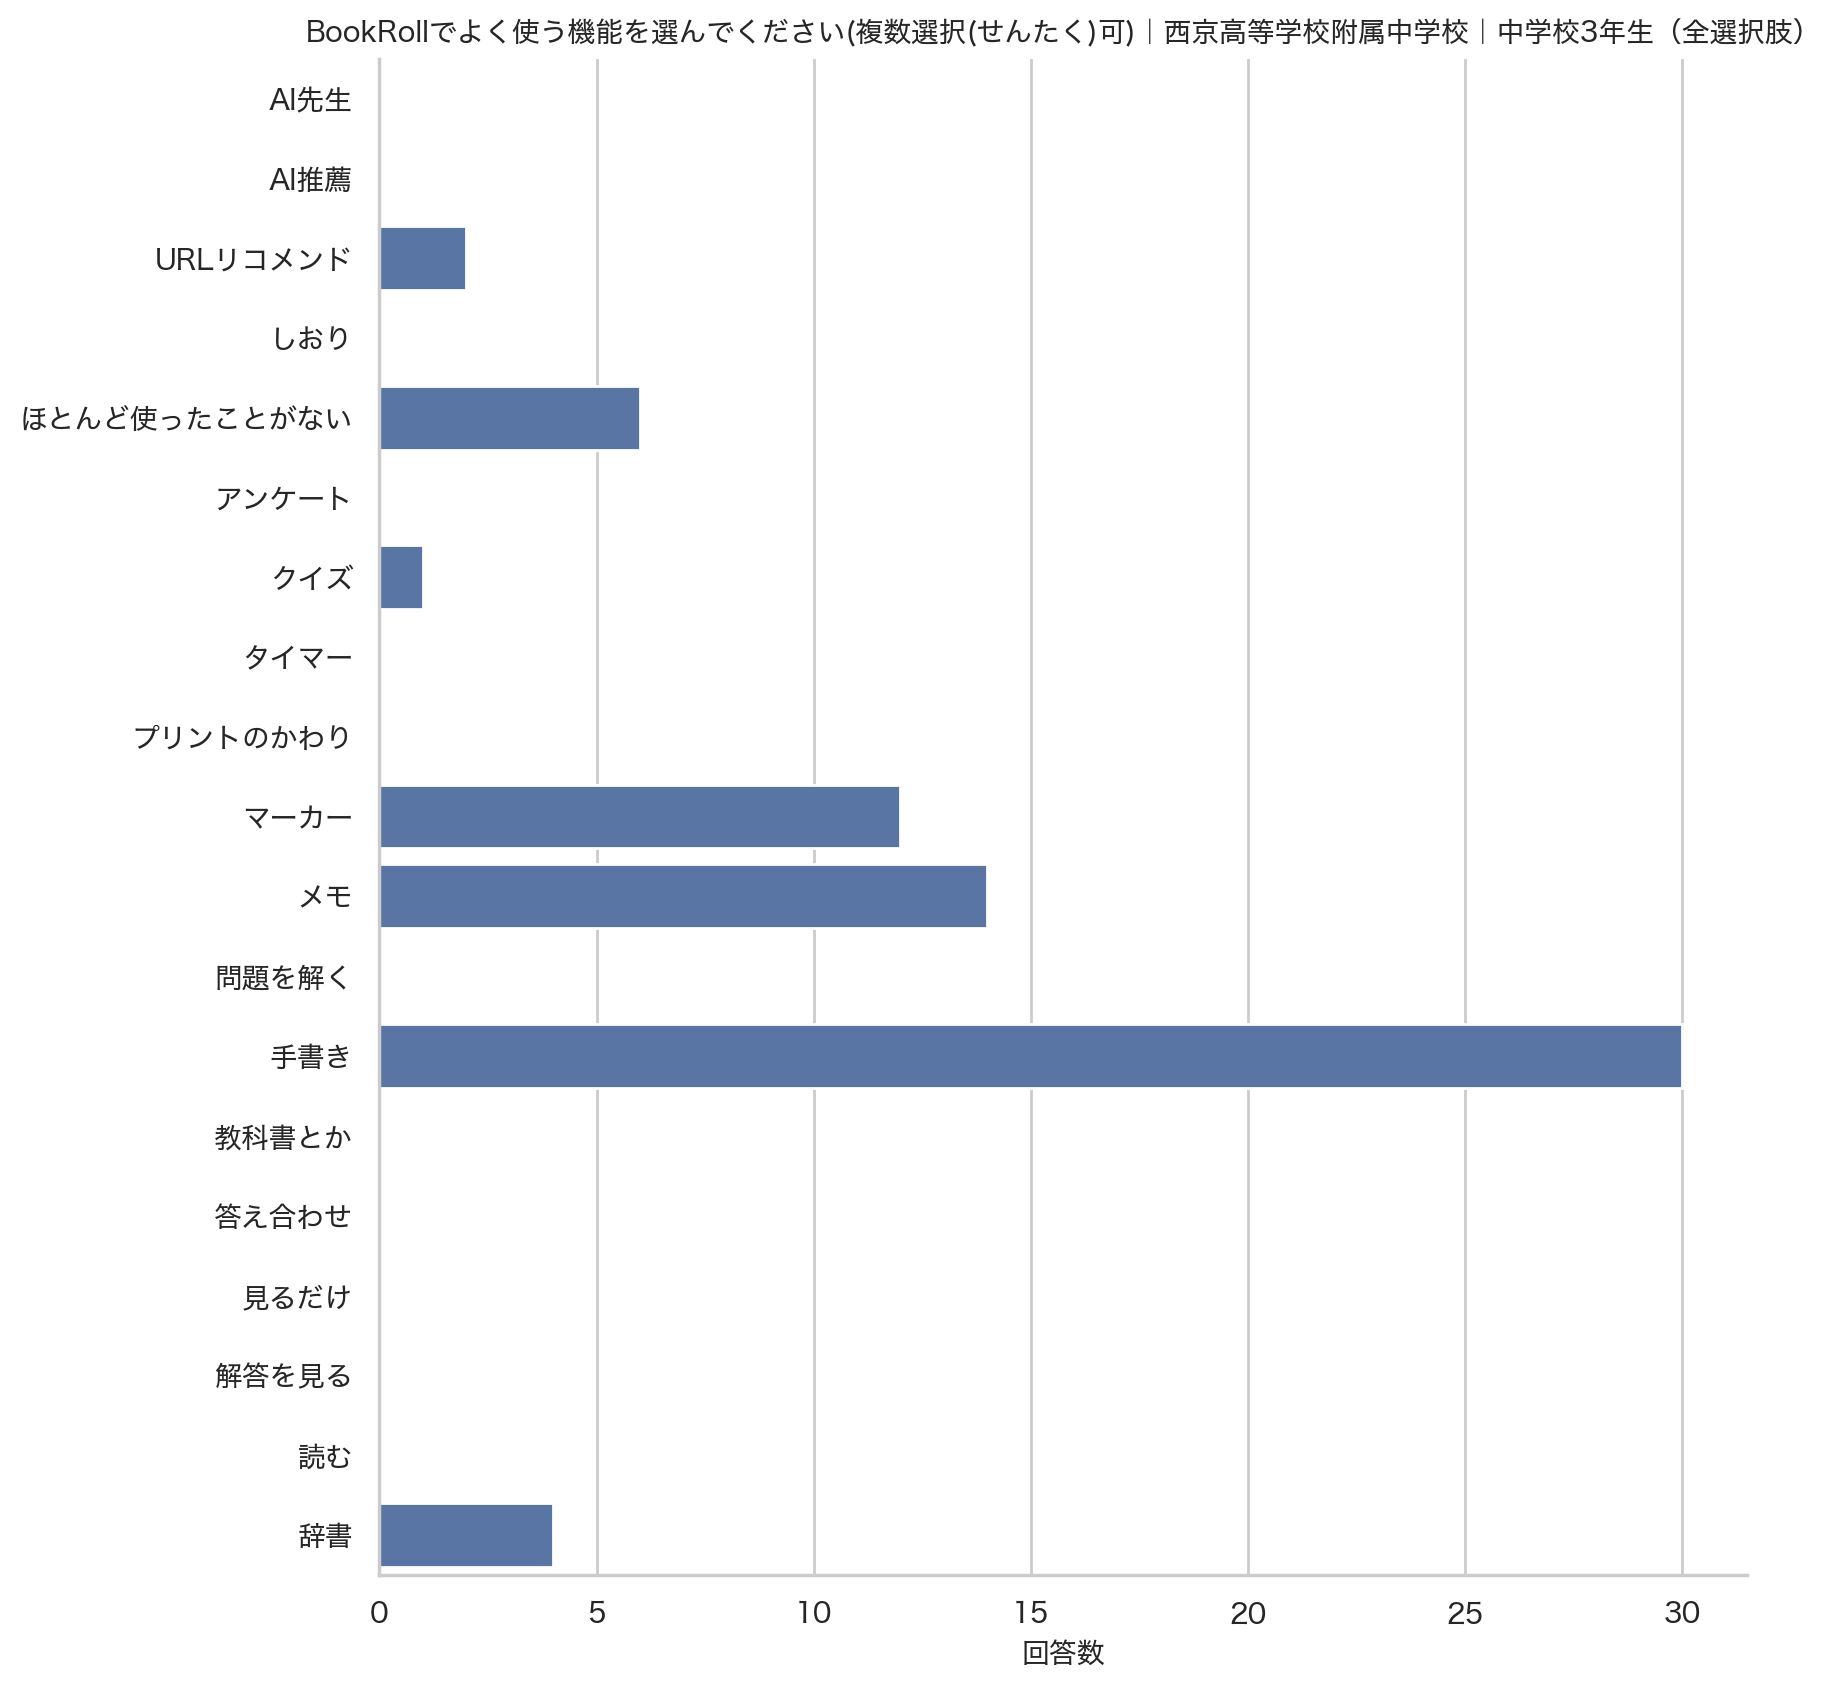 BookRollでよく使う機能を選んでください(複数選択(せんたく)可)｜西京高等学校附属中学校｜中学校3年生（全選択肢）
AI先生
AI推薦
URLリコメンド
しおり
ほとんど使ったことがない
アンケート
クイズ
タイマー
プリントのかわり
マーカー
メモ
問題を解く
手書き
教科書とか
答え合わせ
見るだけ
解答を見る
読む
辞書
0 5 10 15 20 25 30
回答数